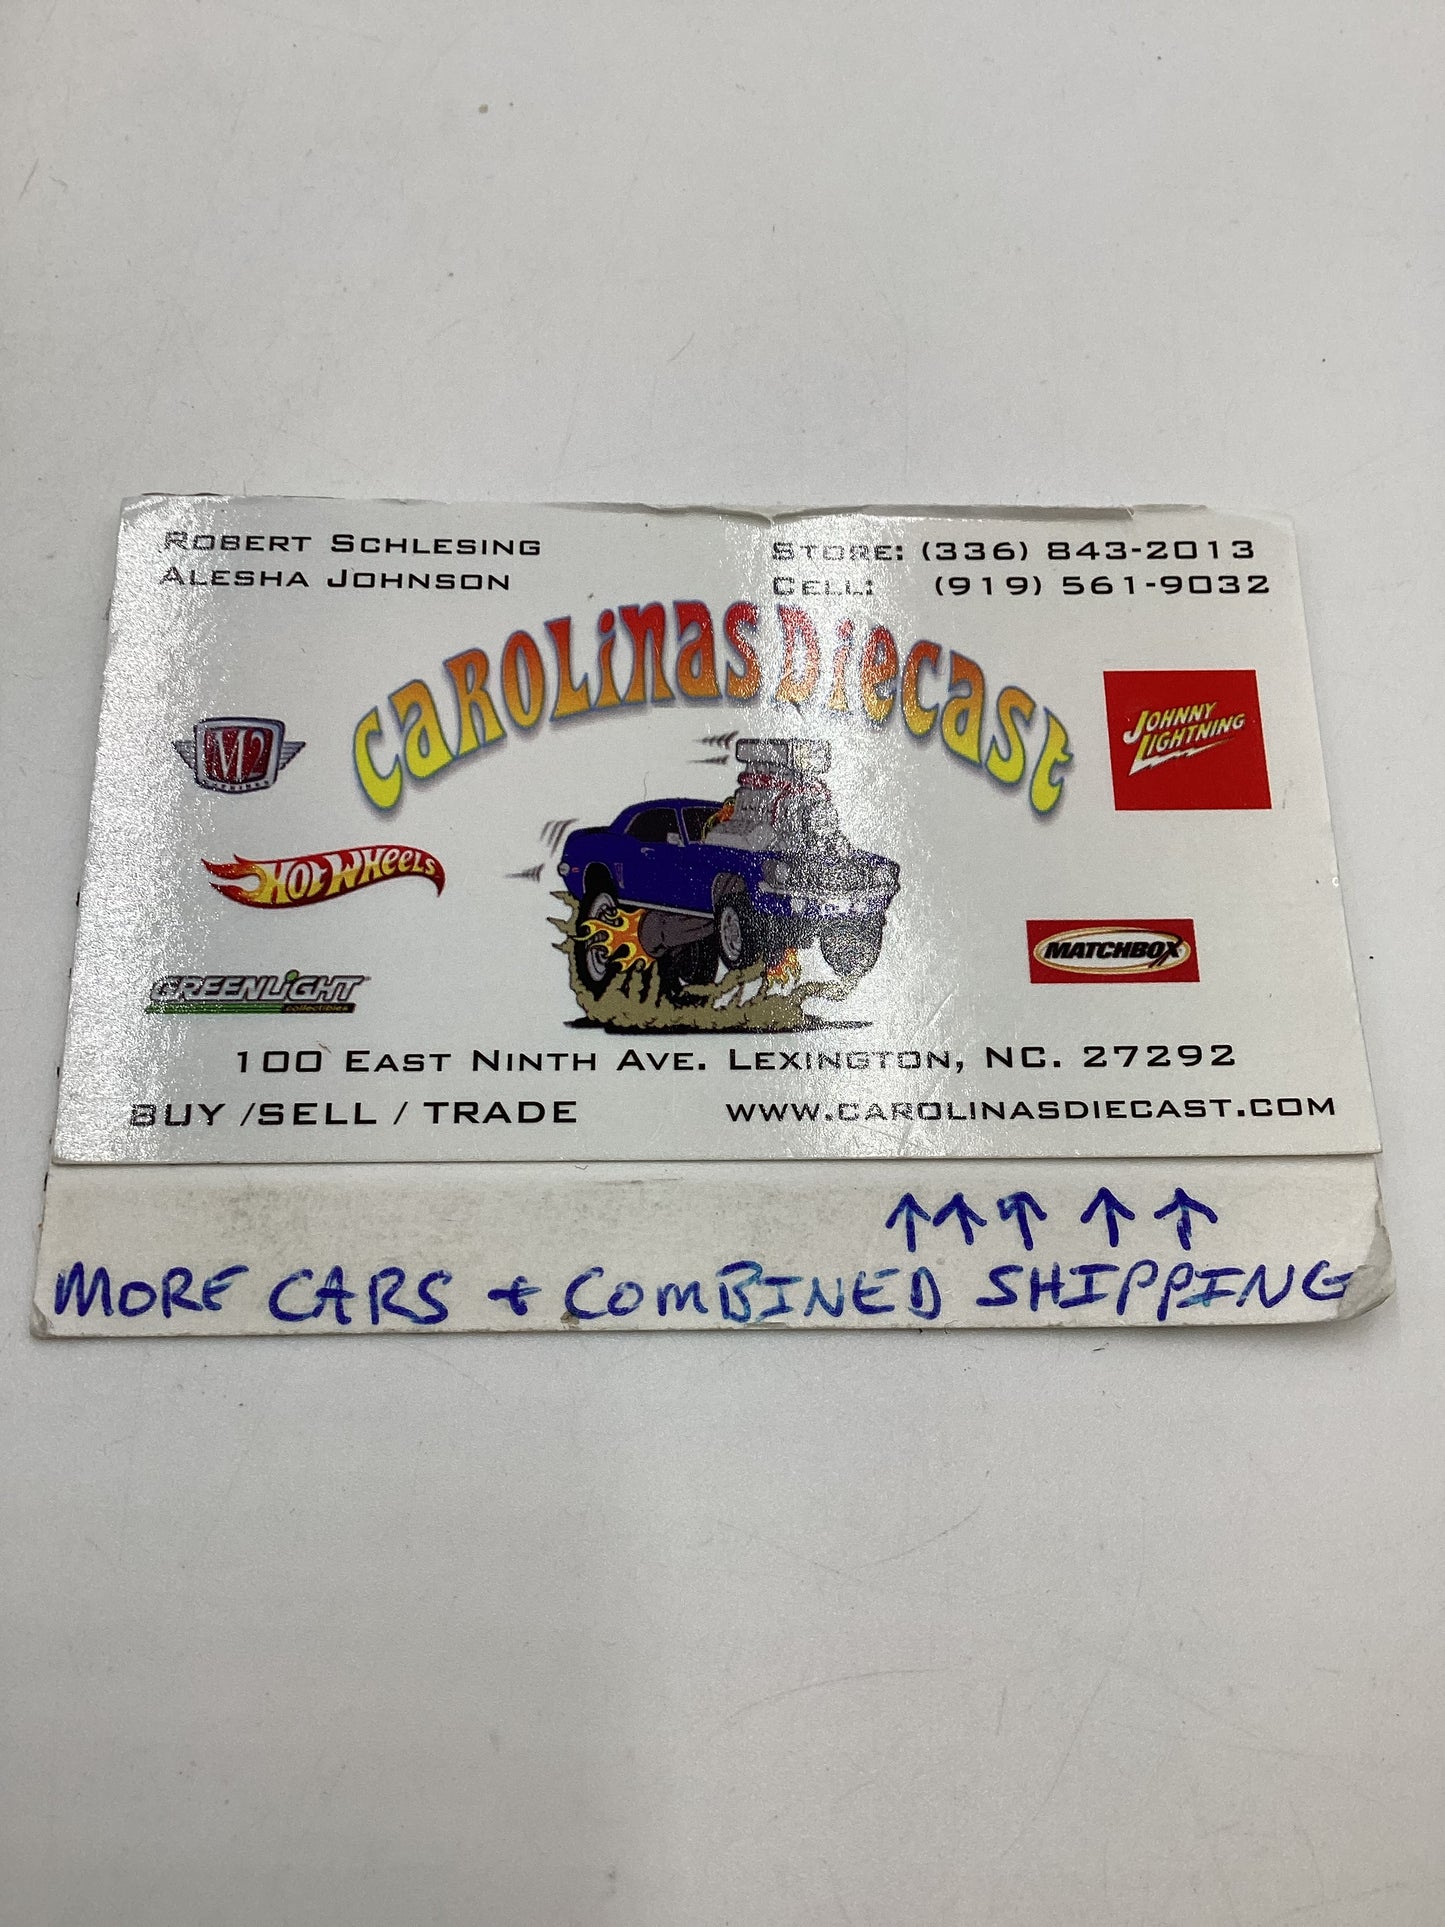 ROBERT SCHLESING
ALESHA JOHNSON
STORE: (336) 843-2013
CELL: (919) 561-9032
CAROLiNAS DiECAST
M2
MACHINES
JOHNNY
LIGHTNING
HOT WHEELS
MATCHBOX
GREENLiGHT
collectibles
100 EAST NINTH AVE. LEXINGTON, NC. 27292
BUY /SELL / TRADE
WWW.CAROLINASDIECAST.COM
↑ ↑ ↑ ↑ ↑
MORE CARS + COMBINED SHIPPING